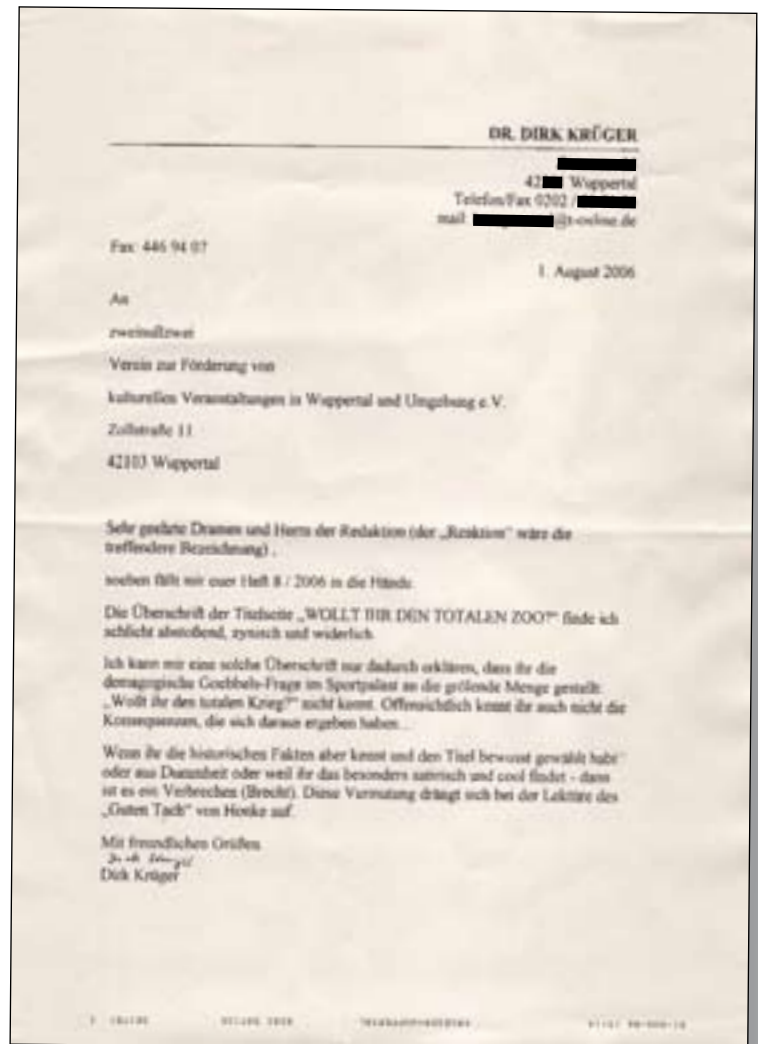 DR. DIRK KRÜGER
42 Wuppertal
Telefon/Fax 0202 /
mail: @t-online.de
Fax: 446 94 07
1. August 2006
An
Verein zur Förderung von
kulturellen Veranstaltungen in Wuppertal und Umgebung e.V.
Zollstraße 11
42103 Wuppertal
Sehr geehrte Damen und Herrn der Redaktion (der „Reaktion“ wäre die
treffendere Bezeichnung) ,
soeben fällt mir euer Heft 8 / 2006 in die Hände.
Die Überschrift der Titelseite „WOLLT IHR DEN TOTALEN ZOO?“ finde ich
schlicht abstoßend, zynisch und widerlich.
Ich kann mir eine solche Überschrift nur dadurch erklären, dass ihr die
demagogische Goebbels-Frage im Sportpalast an die grölende Menge gestellt:
„Wollt ihr den totalen Krieg?“ nicht kennt. Offensichtlich kennt ihr auch nicht die
Konsequenzen, die sich daraus ergeben haben...
Wenn ihr die historischen Fakten aber kennt und den Titel bewusst gewählt habt
oder aus Dummheit oder weil ihr das besonders satirisch und cool findet - dann
ist es ein Verbrechen (Brecht). Diese Vermutung drängt sich bei der Lektüre des
„Guten Tach“ von Honke auf.
Mit freundlichen Grüßen
Dirk Krüger